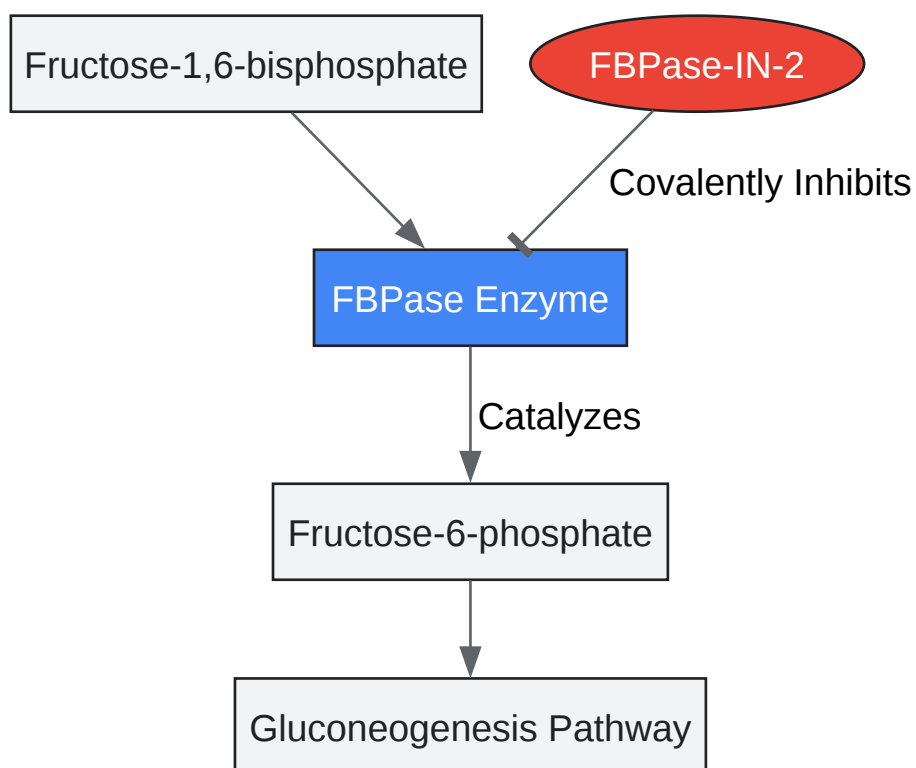 Fructose-1,6-bisphosphate
FBPase-IN-2
Covalently Inhibits
FBPase Enzyme
Catalyzes
Fructose-6-phosphate
Gluconeogenesis Pathway